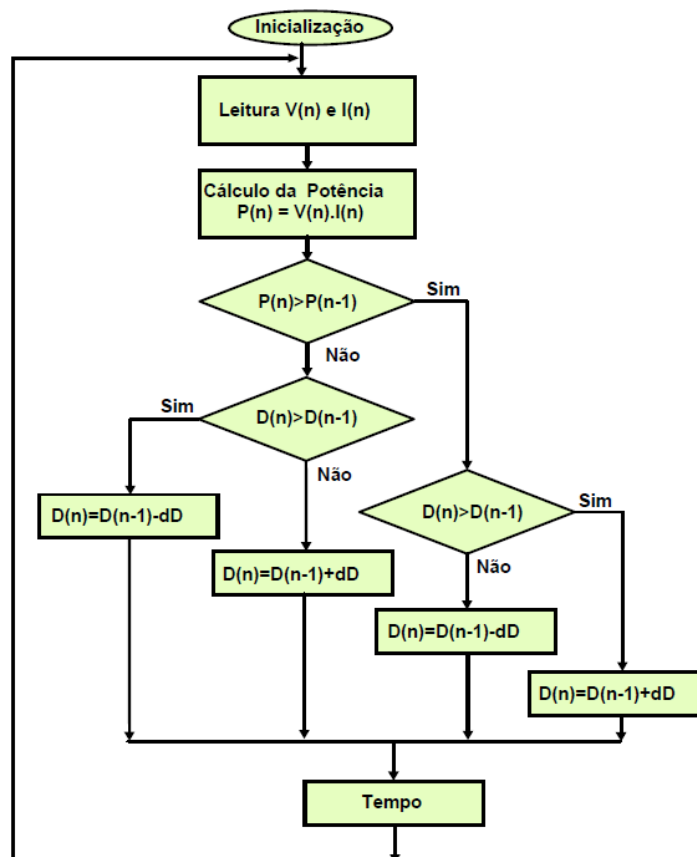 Inicialização
Leitura V(n) e I(n)
Cálculo da Potência
P(n) = V(n).I(n)
P(n)>P(n-1)
Sim
Não
D(n)>D(n-1)
Sim
Não
D(n)=D(n-1)-dD
D(n)>D(n-1)
Sim
Não
D(n)=D(n-1)+dD
D(n)=D(n-1)-dD
D(n)=D(n-1)+dD
Tempo